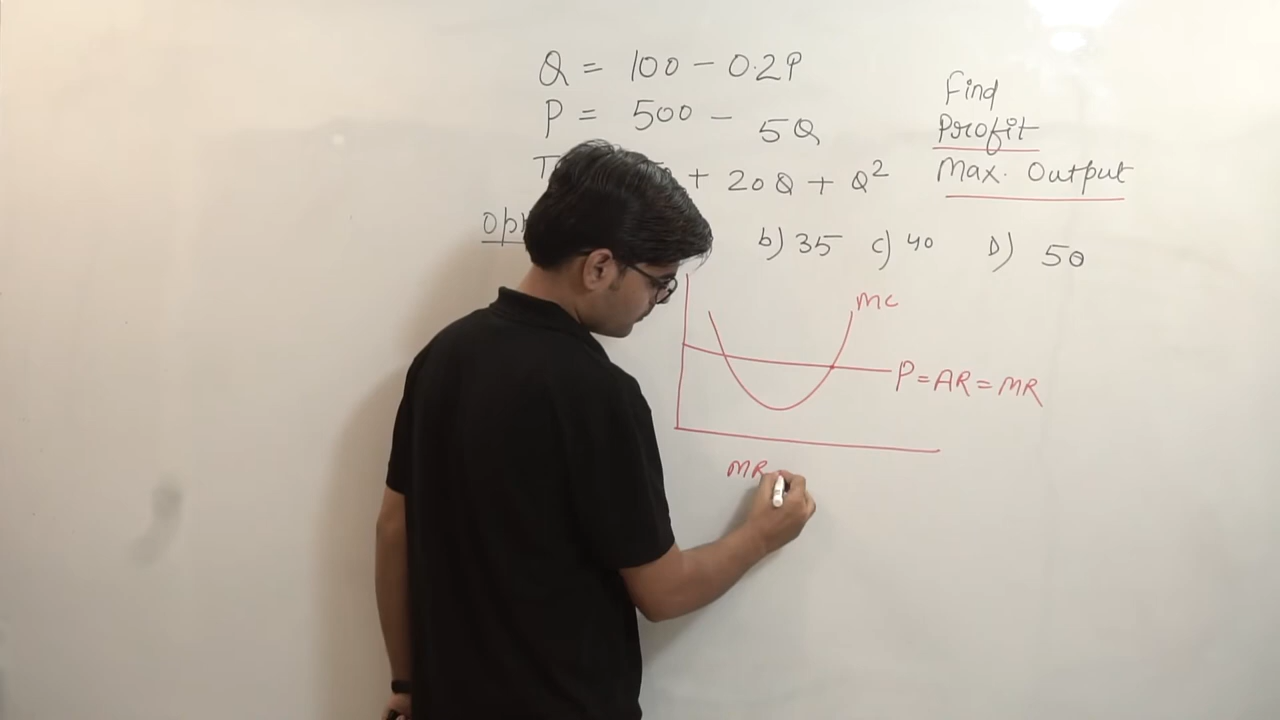 Q = 100 - 0.2P
P = 500 - 5Q
T + 20Q + Q²
Find
Profit
Max. Output
b) 35 c) 40 D) 50
MC
P = AR = MR
MR